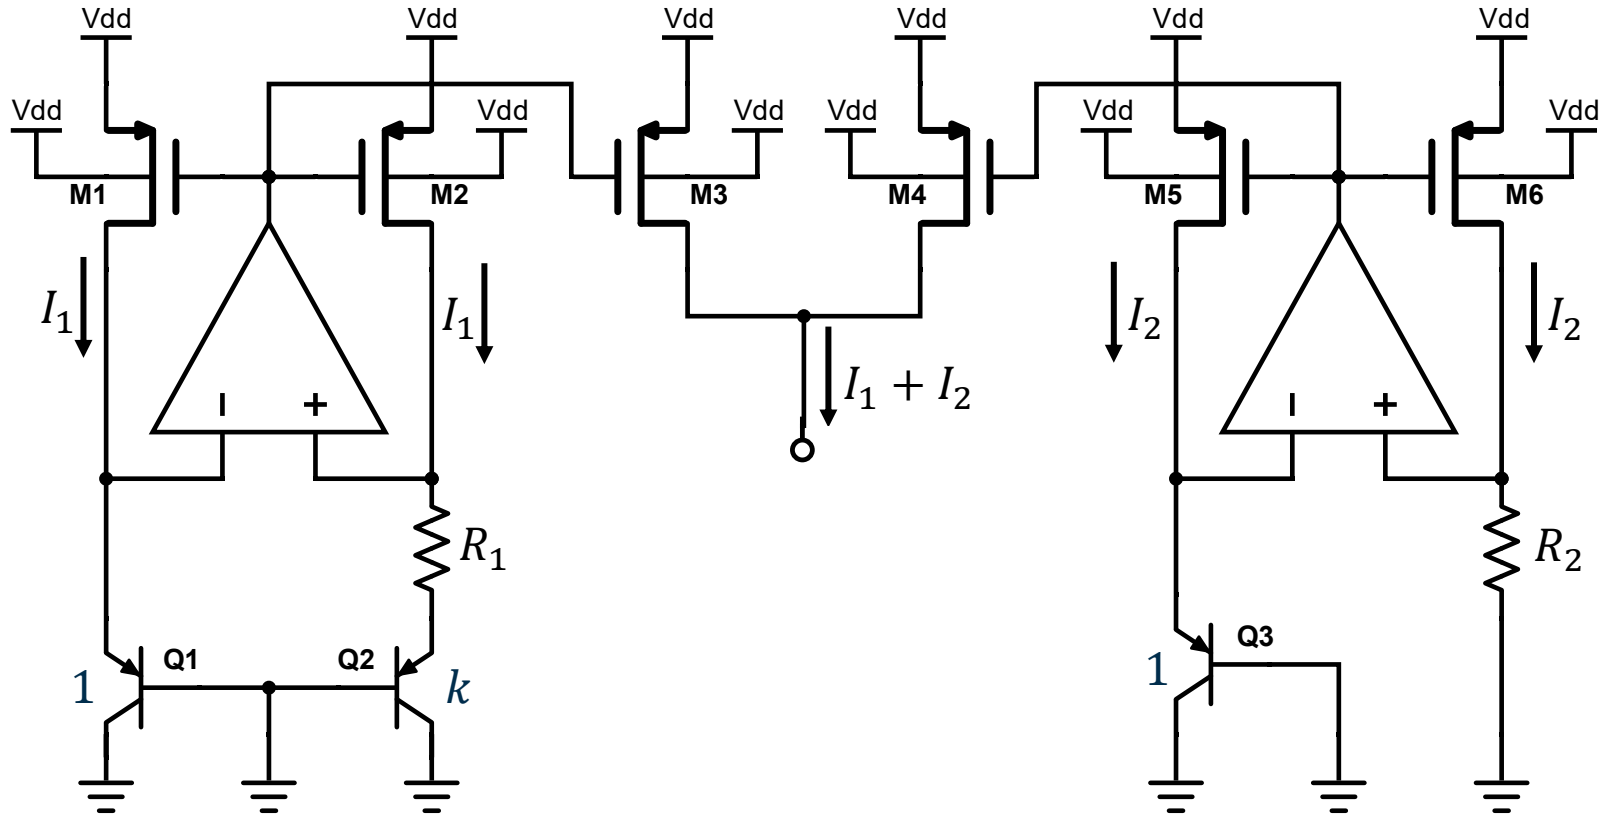 Vdd Vdd Vdd Vdd Vdd Vdd
Vdd Vdd Vdd Vdd Vdd Vdd
M1 M2 M3 M4 M5 M6
I₁ I₁ I₂ I₂
I₁ + I₂
− + − +
R₁ R₂
Q3
Q1 Q2
1 k 1